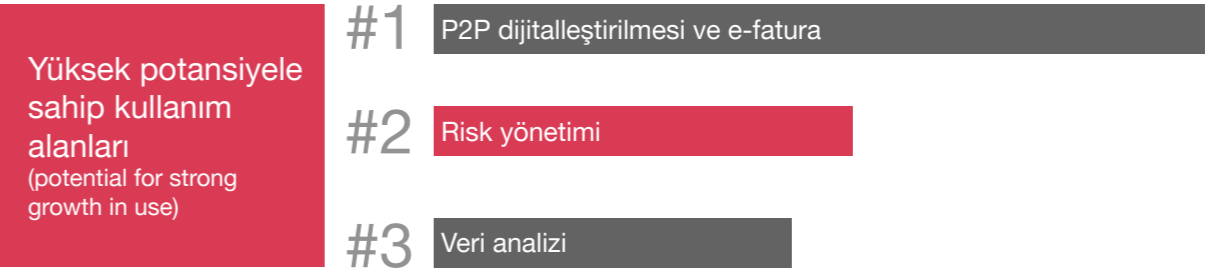 Yüksek potansiyele
sahip kullanım
alanları
(potential for strong
growth in use)
#1 P2P dijitalleştirilmesi ve e-fatura
#2 Risk yönetimi
#3 Veri analizi